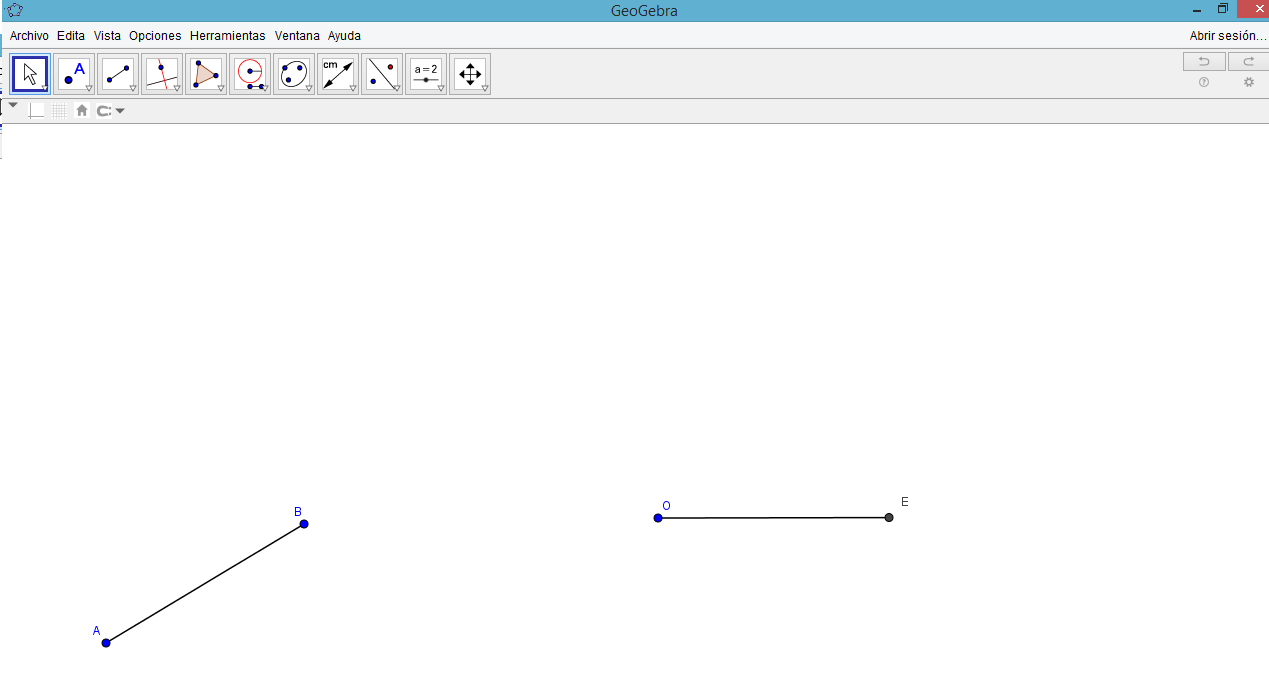 GeoGebra
Archivo Edita Vista Opciones Herramientas Ventana Ayuda Abrir sesión...
A cm a=2
B
O
E
A